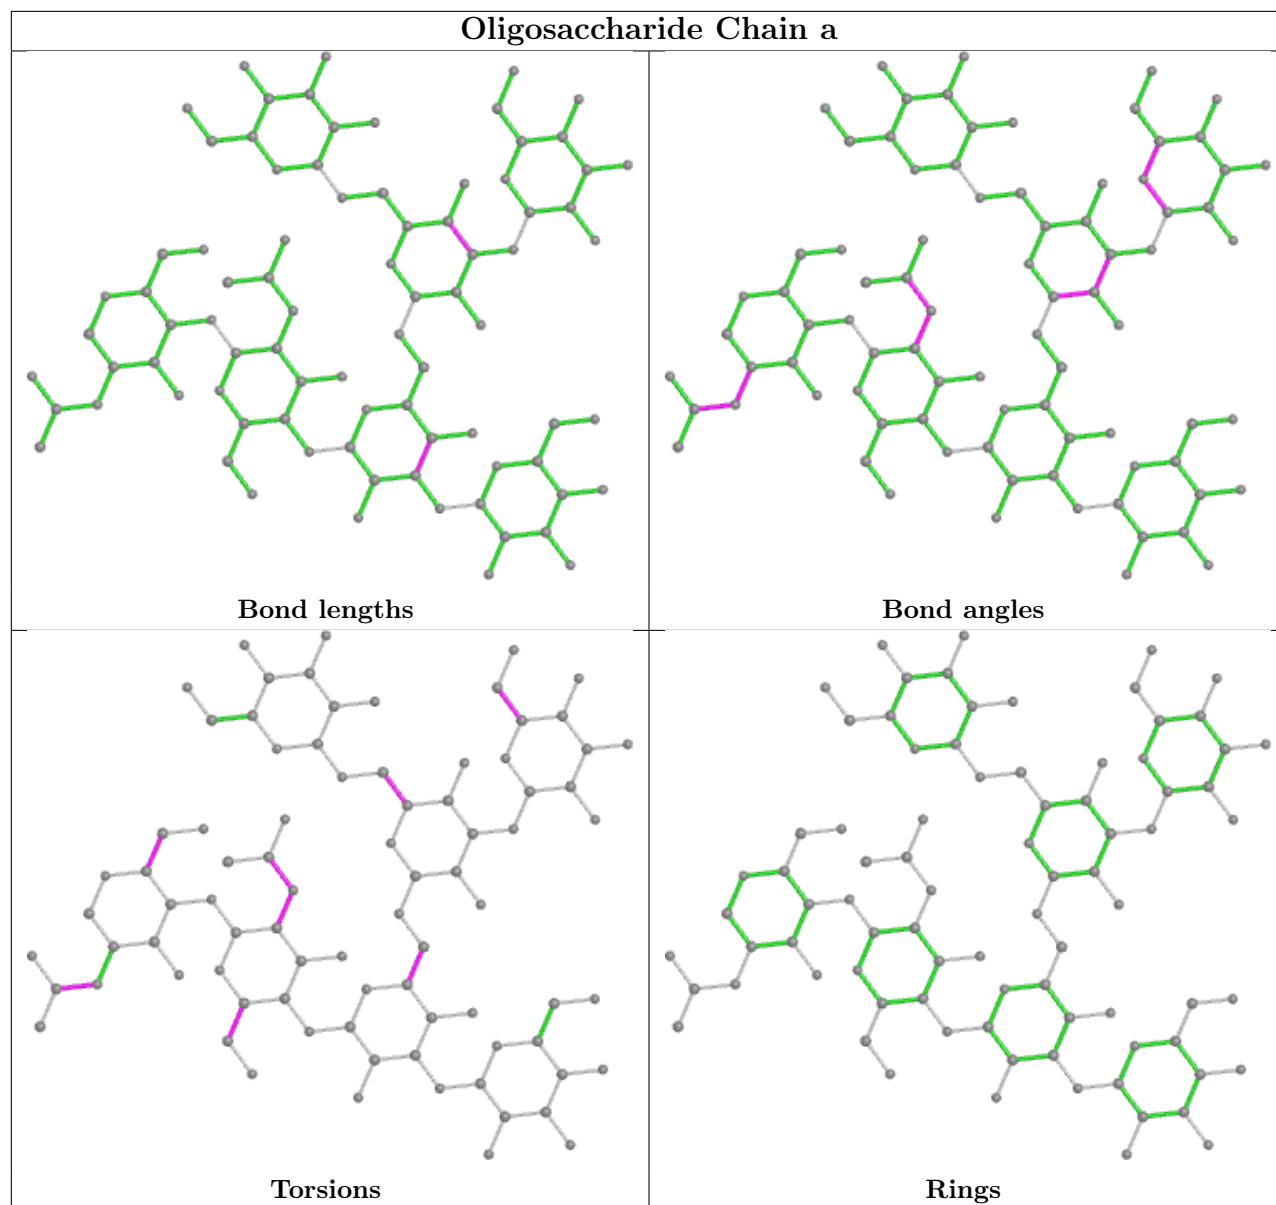 Oligosaccharide Chain a
Bond lengths
Bond angles
Torsions
Rings